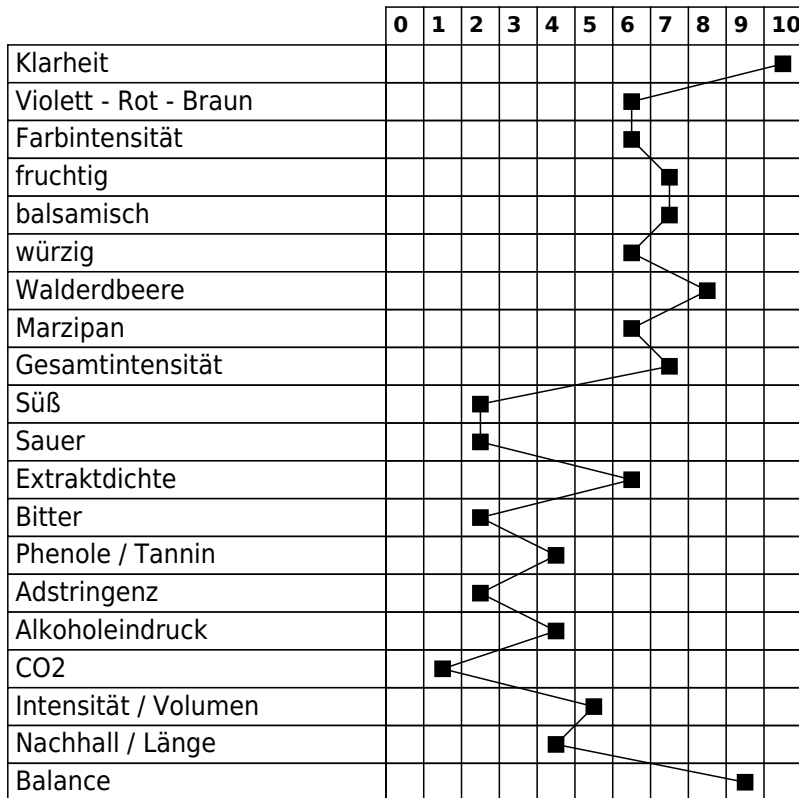 0 1 2 3 4 5 6 7 8 9 10
Klarheit
Violett - Rot - Braun
Farbintensität
fruchtig
balsamisch
würzig
Walderdbeere
Marzipan
Gesamtintensität
Süß
Sauer
Extraktdichte
Bitter
Phenole / Tannin
Adstringenz
Alkoholeindruck
CO2
Intensität / Volumen
Nachhall / Länge
Balance